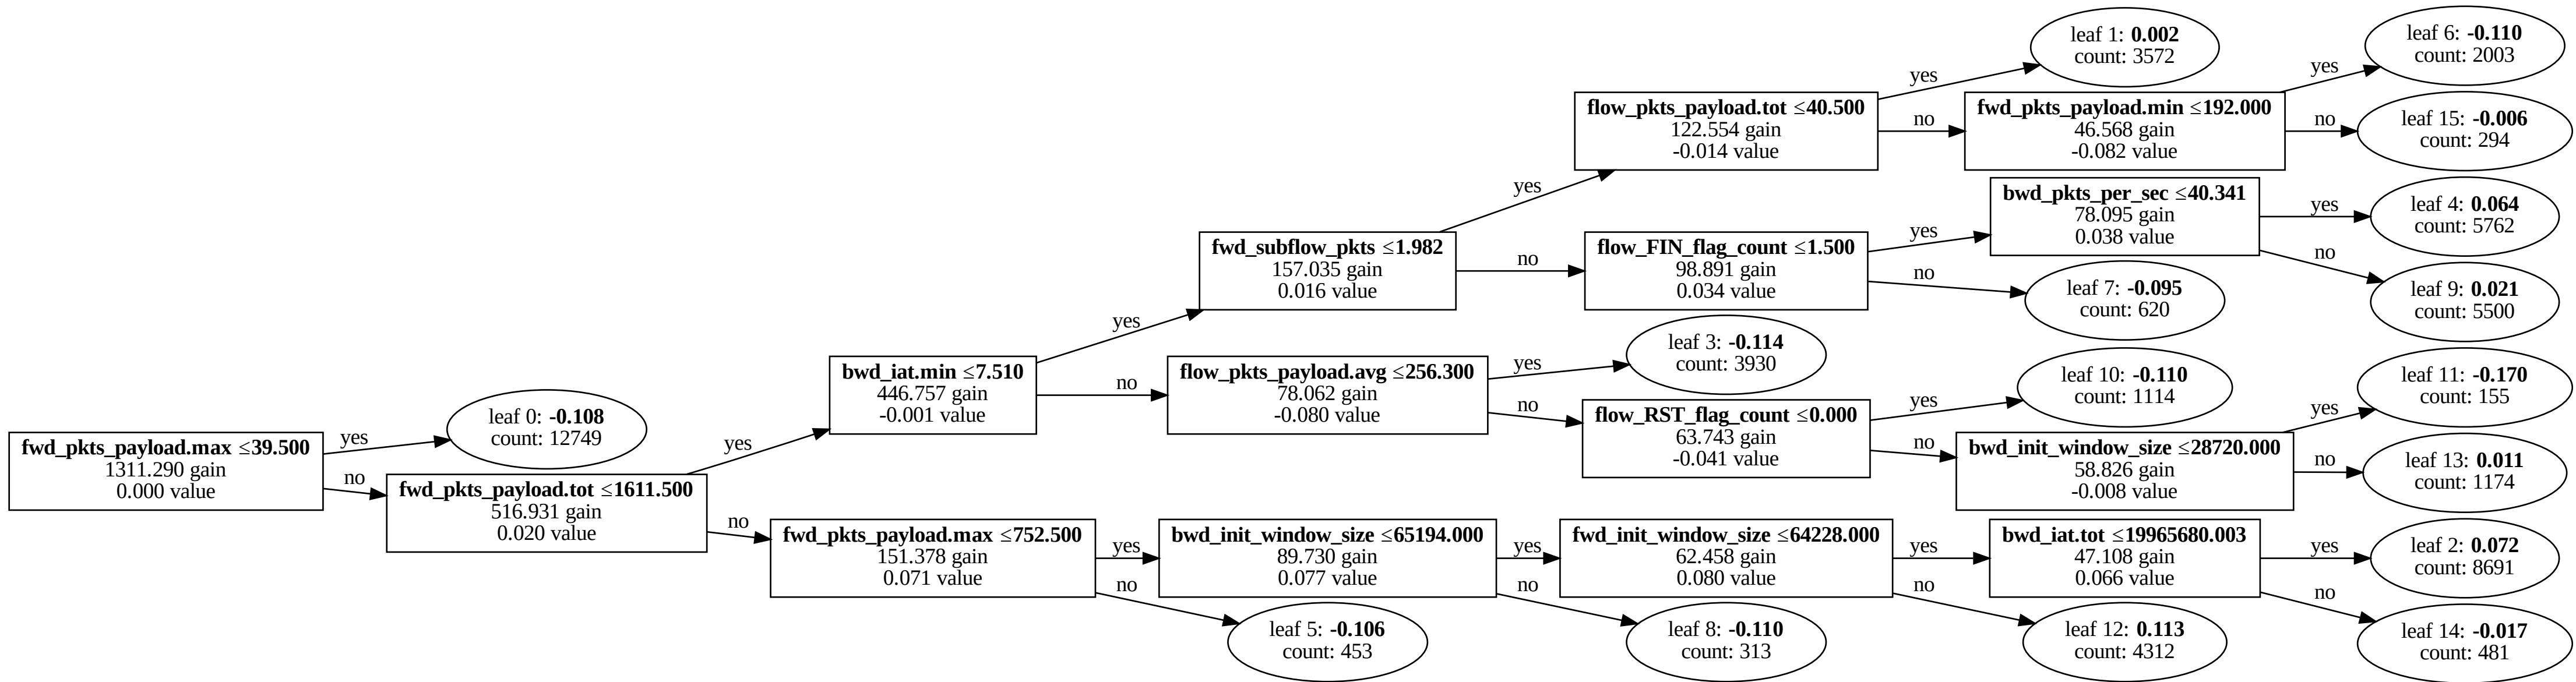 fwd_pkts_payload.max ≤39.500
1311.290 gain
0.000 value
yes
no
leaf 0: -0.108
count: 12749
fwd_pkts_payload.tot ≤1611.500
516.931 gain
0.020 value
yes
no
bwd_iat.min ≤7.510
446.757 gain
-0.001 value
yes
no
fwd_pkts_payload.max ≤752.500
151.378 gain
0.071 value
yes
no
fwd_subflow_pkts ≤1.982
157.035 gain
0.016 value
yes
no
flow_pkts_payload.avg ≤256.300
78.062 gain
-0.080 value
yes
no
bwd_init_window_size ≤65194.000
89.730 gain
0.077 value
yes
no
leaf 5: -0.106
count: 453
flow_pkts_payload.tot ≤40.500
122.554 gain
-0.014 value
yes
no
flow_FIN_flag_count ≤1.500
98.891 gain
0.034 value
yes
no
leaf 3: -0.114
count: 3930
flow_RST_flag_count ≤0.000
63.743 gain
-0.041 value
yes
no
fwd_init_window_size ≤64228.000
62.458 gain
0.080 value
yes
no
leaf 8: -0.110
count: 313
leaf 1: 0.002
count: 3572
fwd_pkts_payload.min ≤192.000
46.568 gain
-0.082 value
yes
no
bwd_pkts_per_sec ≤40.341
78.095 gain
0.038 value
yes
no
leaf 7: -0.095
count: 620
leaf 10: -0.110
count: 1114
bwd_init_window_size ≤28720.000
58.826 gain
-0.008 value
yes
no
bwd_iat.tot ≤19965680.003
47.108 gain
0.066 value
yes
no
leaf 12: 0.113
count: 4312
leaf 6: -0.110
count: 2003
leaf 15: -0.006
count: 294
leaf 4: 0.064
count: 5762
leaf 9: 0.021
count: 5500
leaf 11: -0.170
count: 155
leaf 13: 0.011
count: 1174
leaf 2: 0.072
count: 8691
leaf 14: -0.017
count: 481